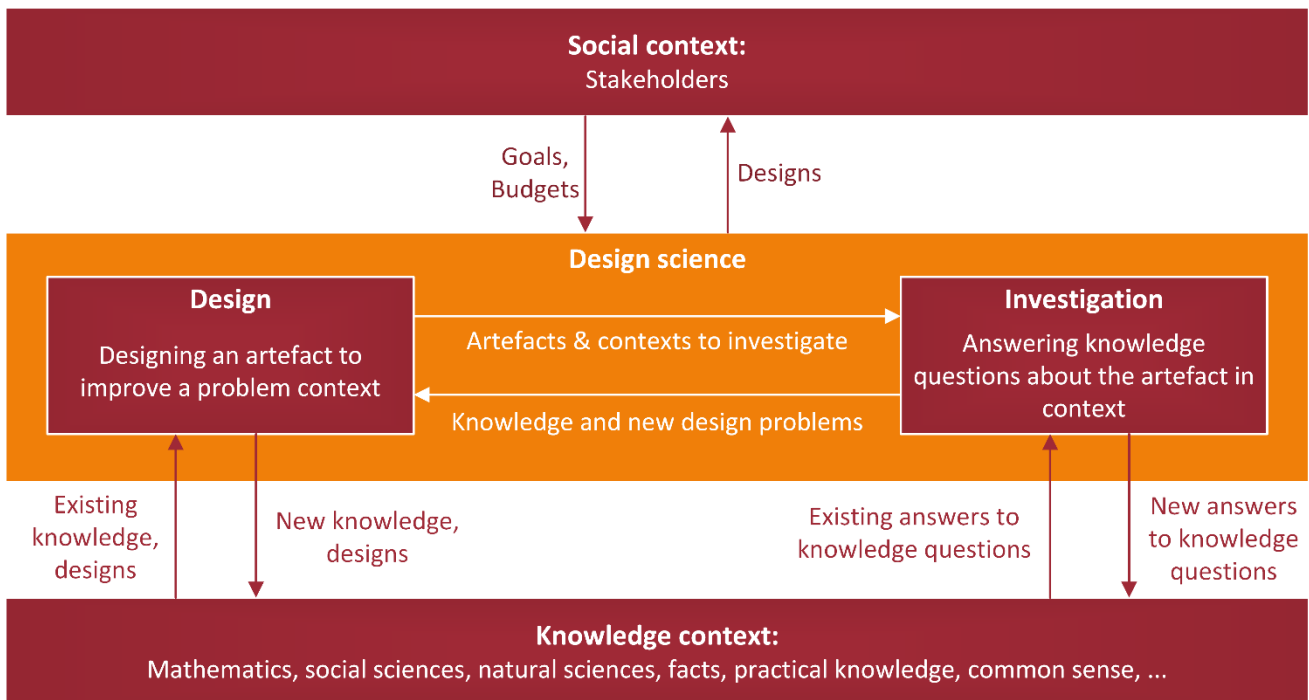 Social context:
Stakeholders
Goals,
Budgets
Designs
Design science
Design
Designing an artefact to
improve a problem context
Artefacts & contexts to investigate
Knowledge and new design problems
Investigation
Answering knowledge
questions about the artefact in
context
Existing
knowledge,
designs
New knowledge,
designs
Existing answers to
knowledge questions
New answers
to knowledge
questions
Knowledge context:
Mathematics, social sciences, natural sciences, facts, practical knowledge, common sense, ...